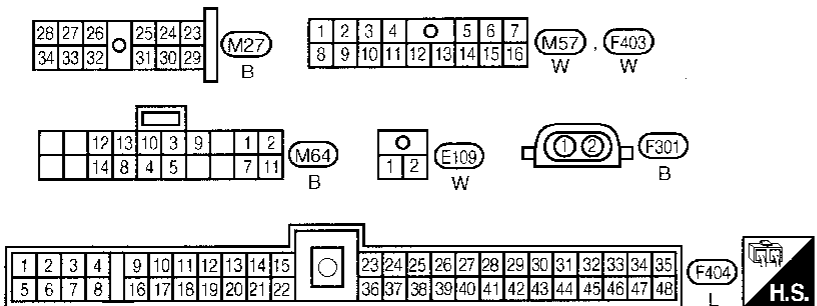 28 27 26 25 24 23
34 33 32 31 30 29
M27
B
1 2 3 4 5 6 7
8 9 10 11 12 13 14 15 16
M57 , F403
W W
12 13 10 3 9 1 2
14 8 4 5 7 11
M64
B
1 2
E109
W
1 2
F301
B
1 2 3 4 9 10 11 12 13 14 15 23 24 25 26 27 28 29 30 31 32 33 34 35
5 6 7 8 16 17 18 19 20 21 22 36 37 38 39 40 41 42 43 44 45 46 47 48
F404
L
H.S.